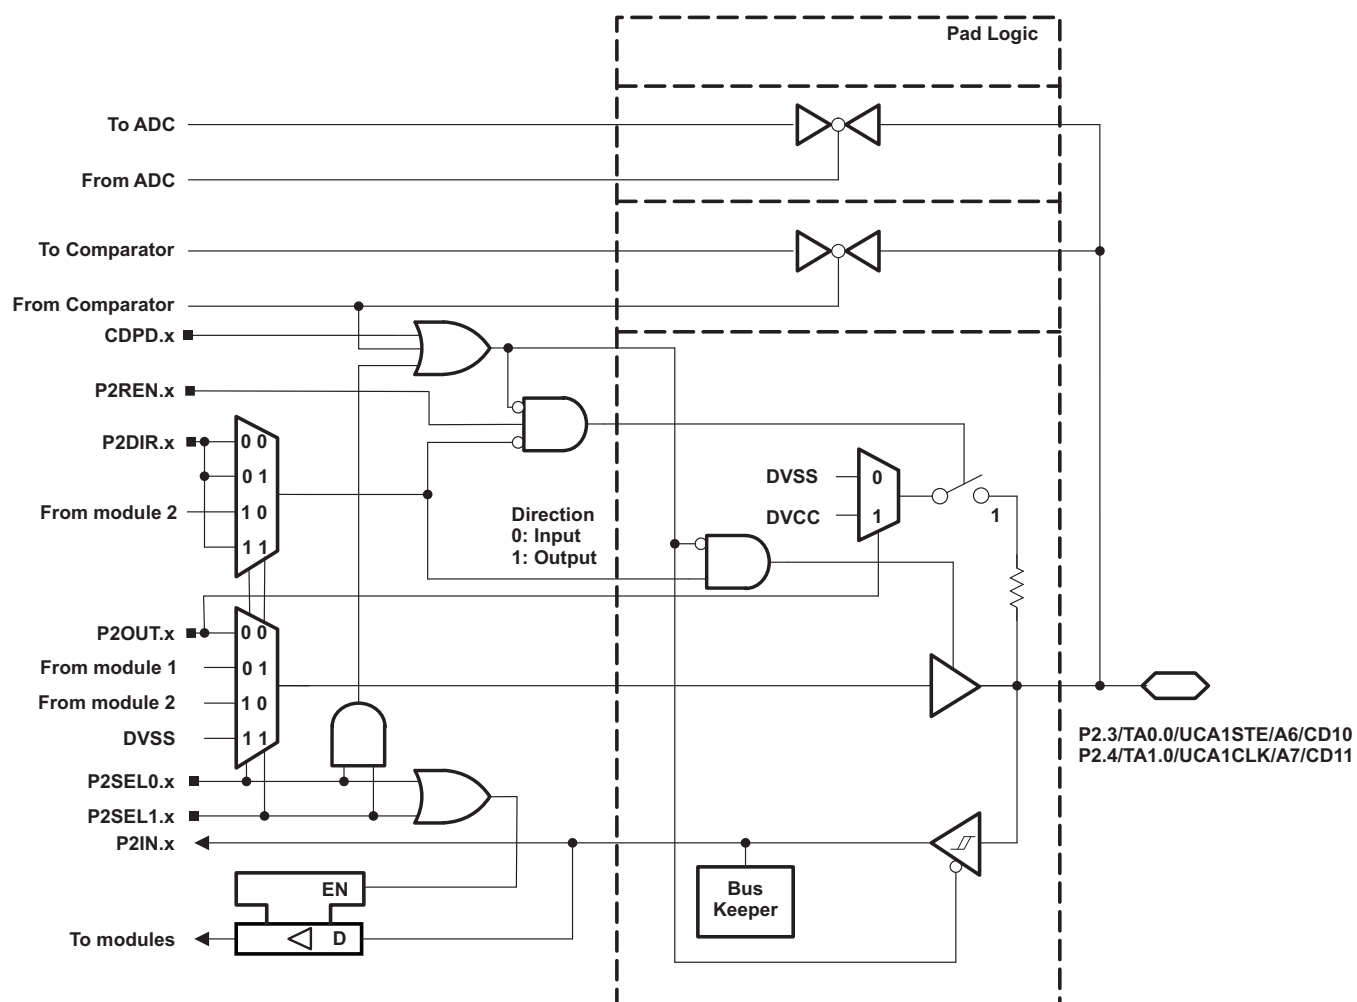 Pad Logic
To ADC
From ADC
To Comparator
From Comparator
CDPD.x
P2REN.x
P2DIR.x
0 0
0 1
From module 2
1 0
1 1
Direction
0: Input
1: Output
DVSS
0
DVCC
1
1
P2OUT.x
0 0
From module 1
0 1
From module 2
1 0
DVSS
1 1
P2.3/TA0.0/UCA1STE/A6/CD10
P2.4/TA1.0/UCA1CLK/A7/CD11
P2SEL0.x
P2SEL1.x
P2IN.x
EN
Bus
Keeper
To modules
D